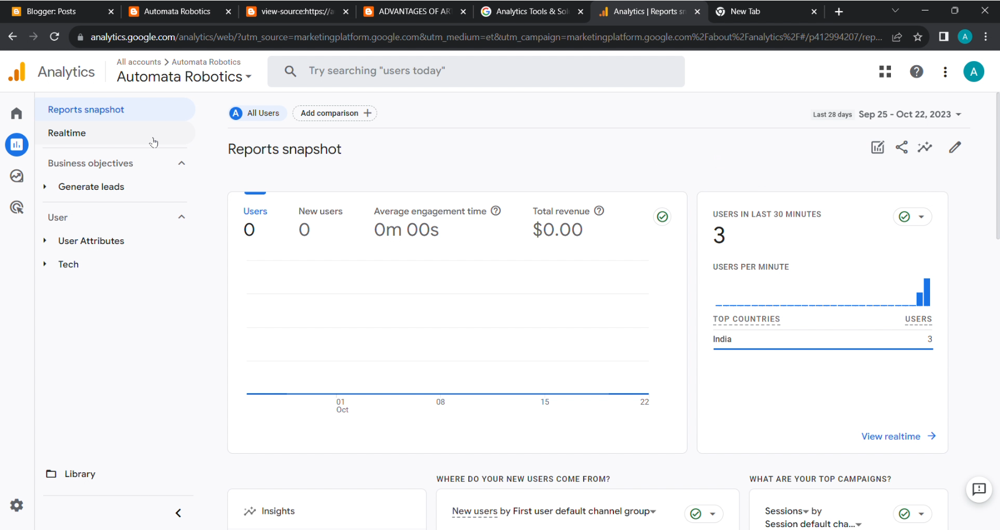 Blogger: Posts
Automata Robotics
view-source:https://a
ADVANTAGES OF AR
Analytics Tools & Sol
Analytics | Reports sn
New Tab
analytics.google.com/analytics/web/?utm_source=marketingplatform.google.com&utm_medium=et&utm_campaign=marketingplatform.google.com%2Fabout%2Fanalytics%2F#/p412994207/rep...
A
Analytics
All accounts > Automata Robotics
Automata Robotics
Try searching "users today"
A
Reports snapshot
Realtime
Business objectives
Generate leads
User
User Attributes
Tech
Library
A All Users
Add comparison +
Last 28 days Sep 25 - Oct 22, 2023
Reports snapshot
Users
0
New users
0
Average engagement time
0m 00s
Total revenue
$0.00
01
Oct
08
15
22
USERS IN LAST 30 MINUTES
3
USERS PER MINUTE
TOP COUNTRIES USERS
India 3
View realtime
Insights
WHERE DO YOUR NEW USERS COME FROM?
New users by First user default channel group
WHAT ARE YOUR TOP CAMPAIGNS?
Sessions by
Session default cha...